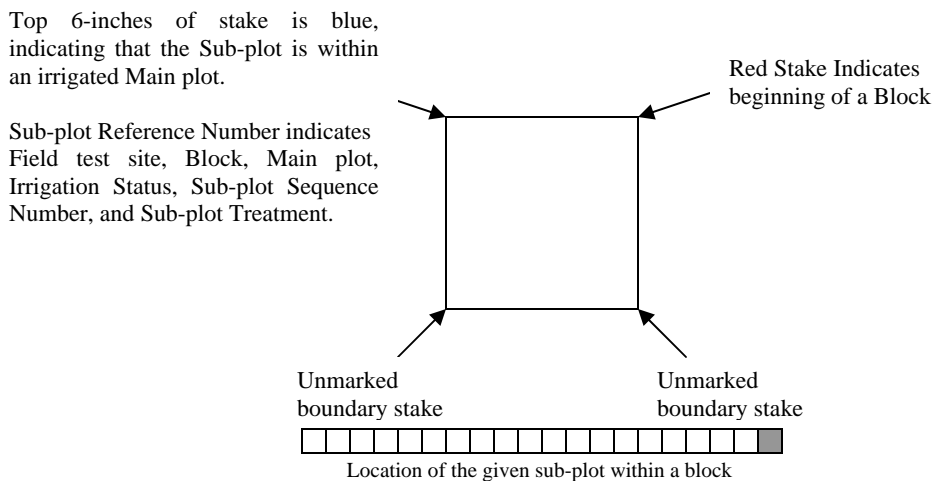 Top 6-inches of stake is blue,
indicating that the Sub-plot is within
an irrigated Main plot.
Sub-plot Reference Number indicates
Field test site, Block, Main plot,
Irrigation Status, Sub-plot Sequence
Number, and Sub-plot Treatment.
Red Stake Indicates
beginning of a Block
Unmarked
boundary stake
Unmarked
boundary stake
Location of the given sub-plot within a block